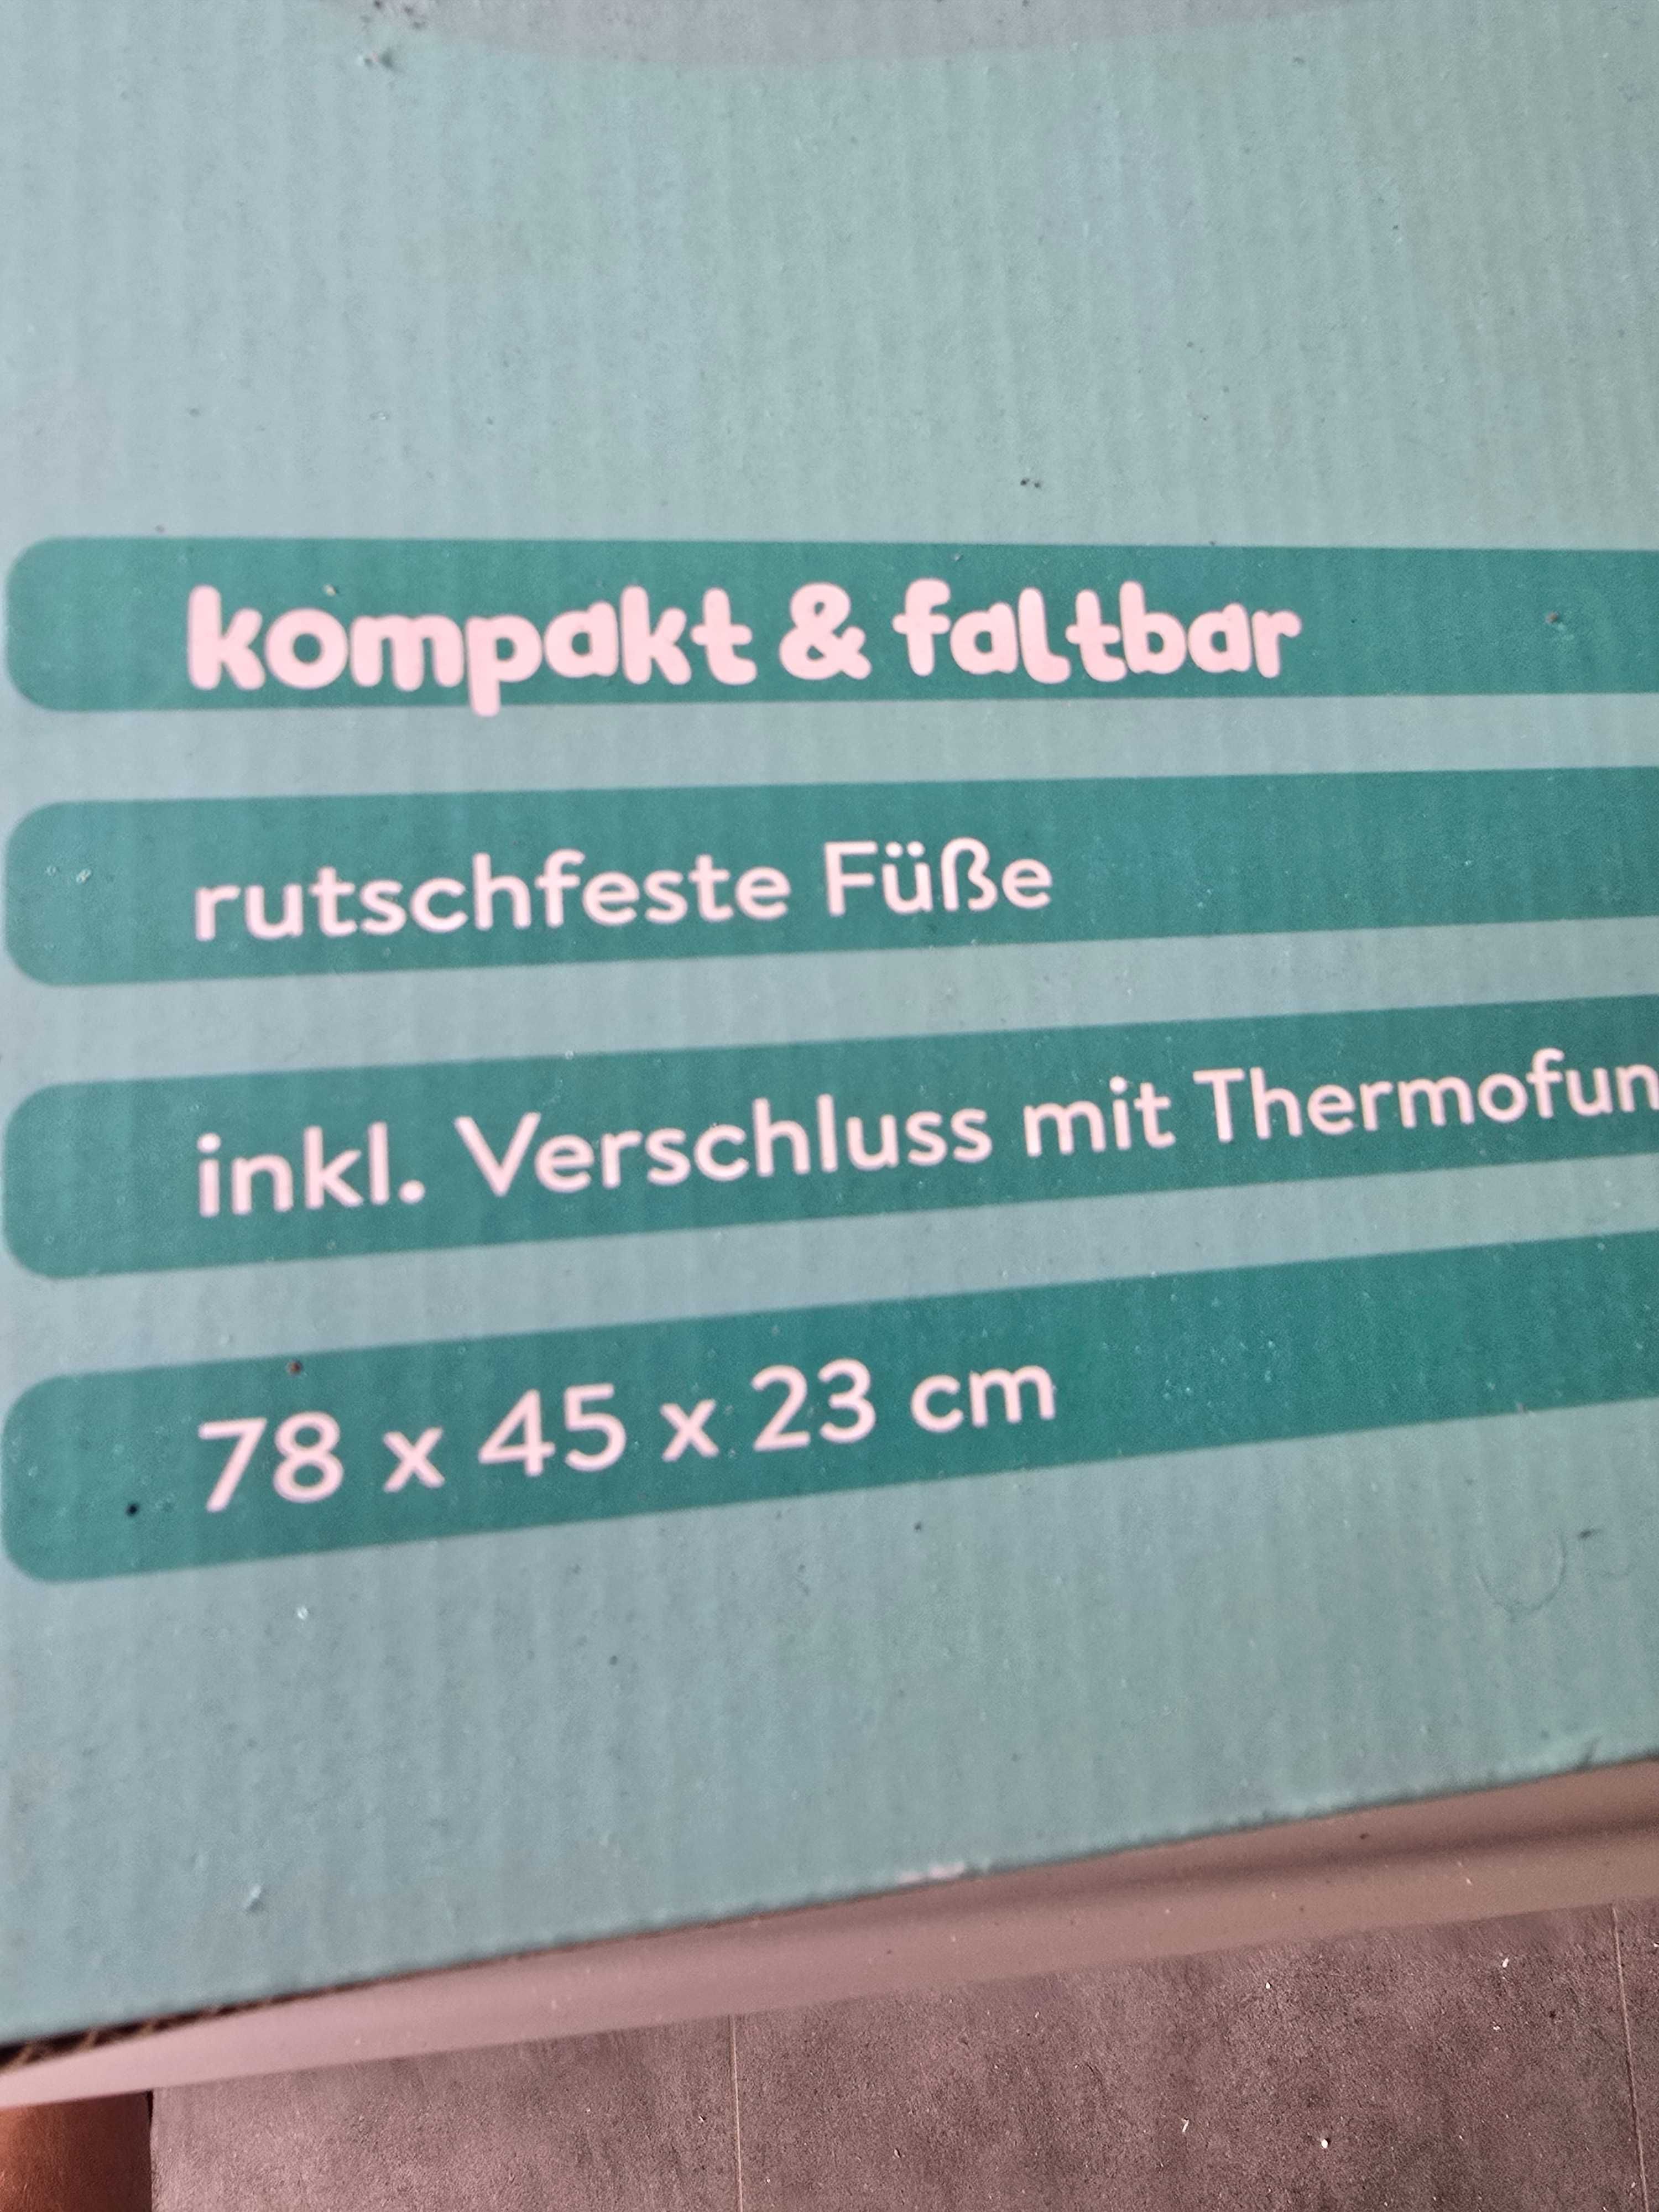 kompakt & faltbar
rutschfeste Füße
inkl. Verschluss mit Thermofun
78 x 45 x 23 cm